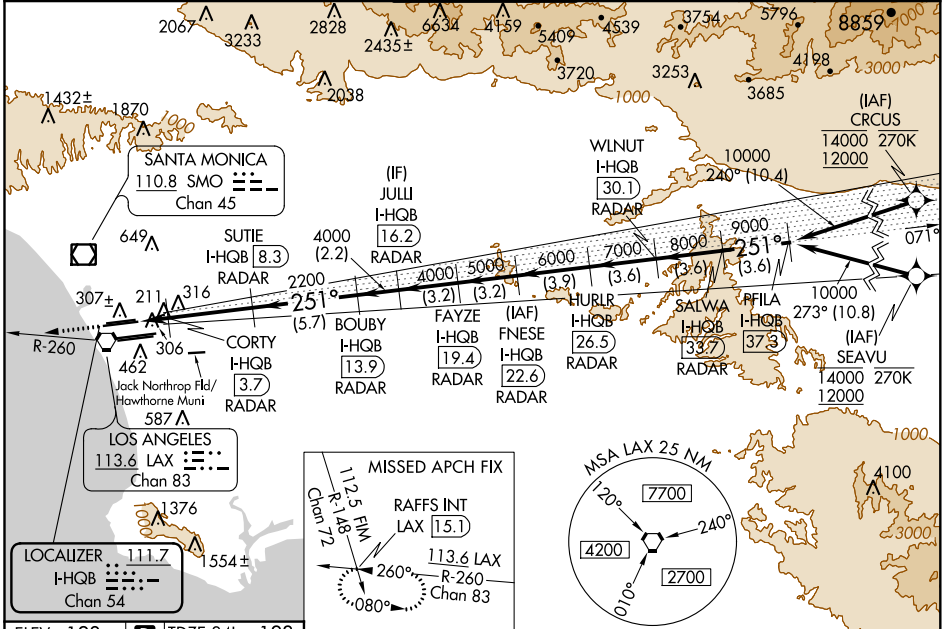 2067
3233
2828
2435±
6634
4159
5409
4539
3754
5796
8859
7000
3720
3253
3685
4198
3000
2038
1000
1432±
1870
1000
(IAF)
CRCUS
14000 270K
12000
SANTA MONICA
110.8 SMO
Chan 45
WLNUT
I-HQB
30.1
RADAR
10000
240° (10.4)
(IF)
JULLI
I-HQB
16.2
RADAR
649
SUTIE
I-HQB 8.3
RADAR
4000
(2.2)
071°
2200
251°
(5.7)
4000
(3.2)
5000
(3.2)
6000
(3.9)
7000
(3.6)
8000
(3.6)
9000
251°
(3.6)
307±
211
316
R-260
306
462
CORTY
I-HQB
3.7
RADAR
BOUBY
I-HQB
13.9
RADAR
FAYZE
I-HQB
19.4
RADAR
(IAF)
FNESE
I-HQB
22.6
RADAR
HURLR
I-HQB
26.5
RADAR
SALWA
I-HQB
33.7
RADAR
PFILA
I-HQB
37.3
RADAR
10000
273° (10.8)
(IAF)
SEAVU
14000 270K
12000
Jack Northrop Fld/
Hawthorne Muni
587
LOS ANGELES
113.6 LAX
Chan 83
1376
1000
1554±
LOCALIZER 111.7
I-HQB
Chan 54
MISSED APCH FIX
112.5 FIM
R-148
Chan 72
RAFFS INT
LAX 15.1
113.6 LAX
R-260
Chan 83
260°
080°
MSA LAX 25 NM
120°
7700
240°
4200
2700
010°
1000
4100